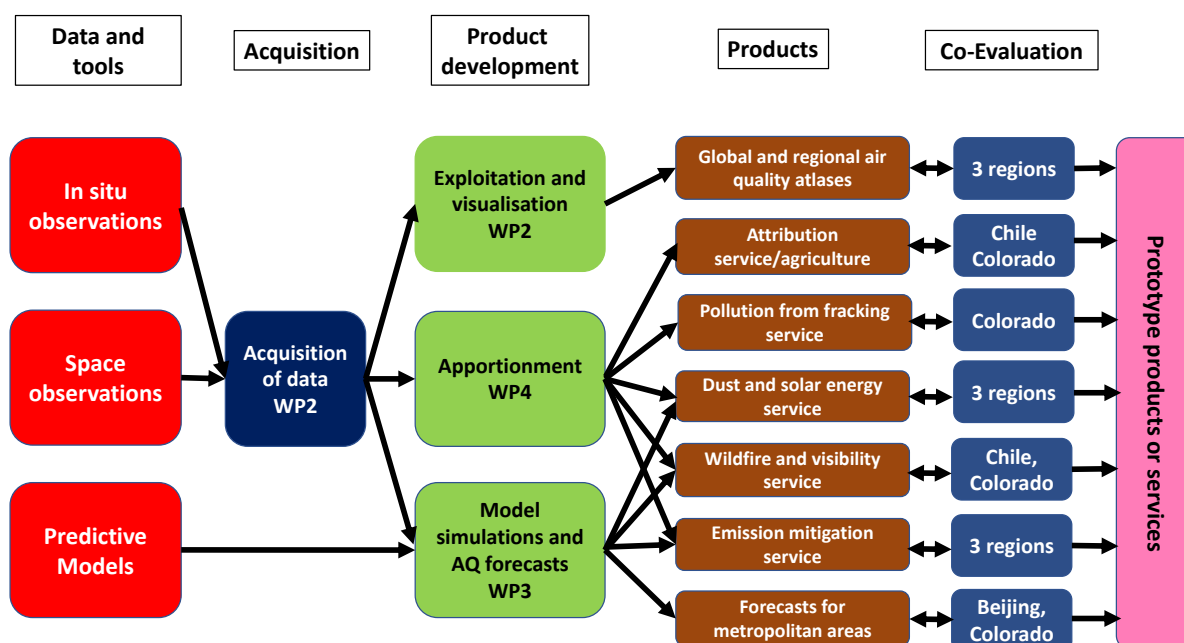 Data and
tools
Acquisition
Product
development
Products
Co-Evaluation
In situ
observations
Space
observations
Predictive
Models
Acquisition
of data
WP2
Exploitation and
visualisation
WP2
Apportionment
WP4
Model
simulations and
AQ forecasts
WP3
Global and regional air
quality atlases
Attribution
service/agriculture
Pollution from fracking
service
Dust and solar energy
service
Wildfire and visibility
service
Emission mitigation
service
Forecasts for
metropolitan areas
3 regions
Chile
Colorado
Colorado
3 regions
Chile,
Colorado
3 regions
Beijing,
Colorado
Prototype products or services